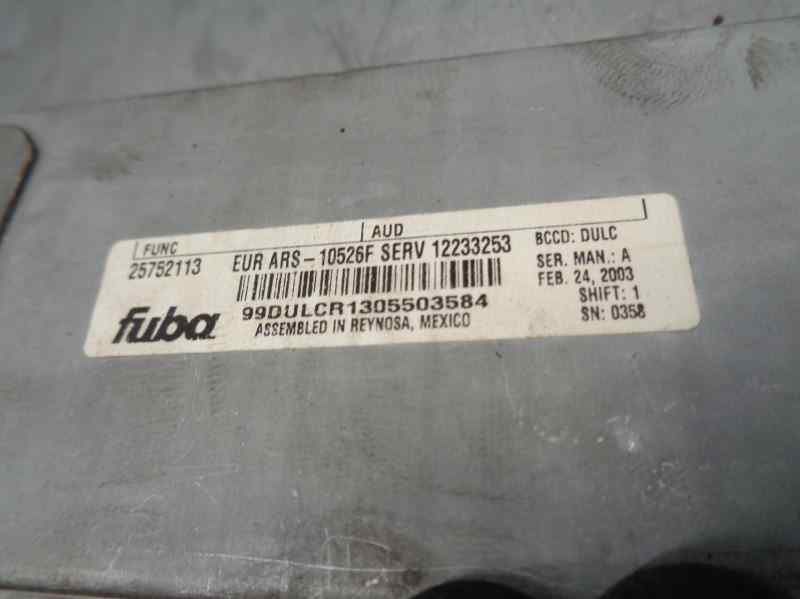 FUNC
AUD
25752113
EUR ARS-10526F SERV 12233253
BCCD: DULC
SER. MAN.: A
FEB. 24, 2003
SHIFT: 1
SN: 0358
99DULCR1305503584
fuba
ASSEMBLED IN REYNOSA, MEXICO